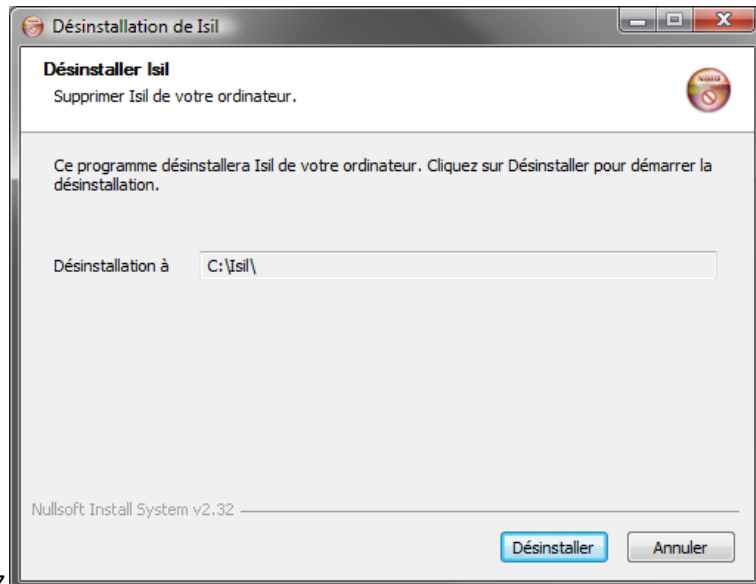 Désinstallation de Isil
Désinstaller Isil
Supprimer Isil de votre ordinateur.
NSIS
Ce programme désinstallera Isil de votre ordinateur. Cliquez sur Désinstaller pour démarrer la
désinstallation.
Désinstallation à C:\Isil\
Nullsoft Install System v2.32
Désinstaller Annuler